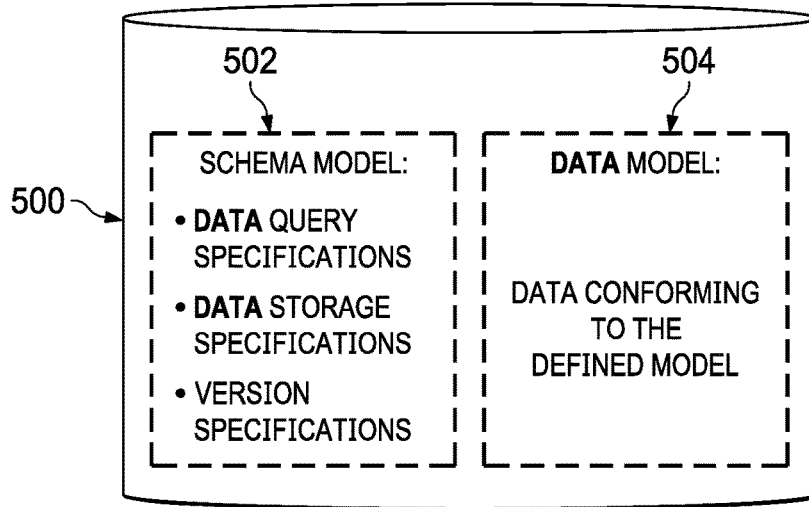 502
504
500
SCHEMA MODEL:
• DATA QUERY
SPECIFICATIONS
• DATA STORAGE
SPECIFICATIONS
• VERSION
SPECIFICATIONS
DATA MODEL:
DATA CONFORMING
TO THE
DEFINED MODEL